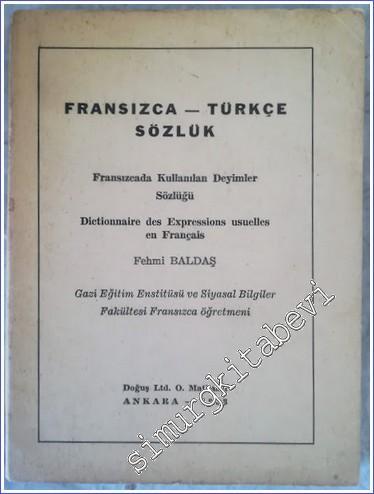 FRANSIZCA — TÜRKÇE
SÖZLÜK
Fransızcada Kullanılan Deyimler
Sözlüğü
Dictionnaire des Expressions usuelles
en Français
Fehmi BALDAŞ
Gazi Eğitim Enstitüsü ve Siyasal Bilgiler
Fakültesi Fransızca öğretmeni
Doğuş Ltd. O.
ANKARA
simurgkitabevi